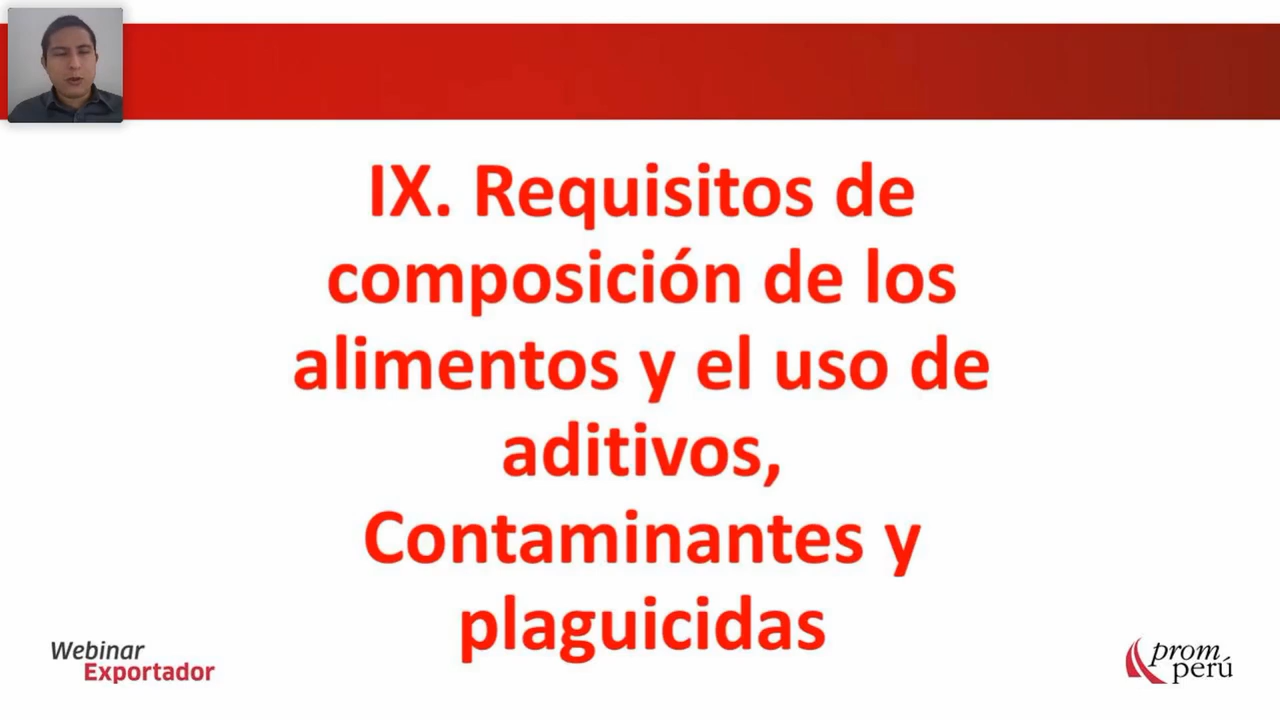 IX. Requisitos de
composición de los
alimentos y el uso de
aditivos,
Contaminantes y
plaguicidas
Webinar
Exportador
prom
perú